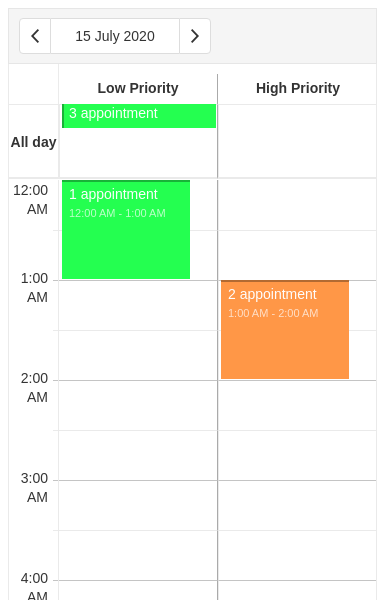 15 July 2020
Low Priority
High Priority
All day
3 appointment
12:00
AM
1 appointment
12:00 AM - 1:00 AM
1:00
AM
2 appointment
1:00 AM - 2:00 AM
2:00
AM
3:00
AM
4:00
AM